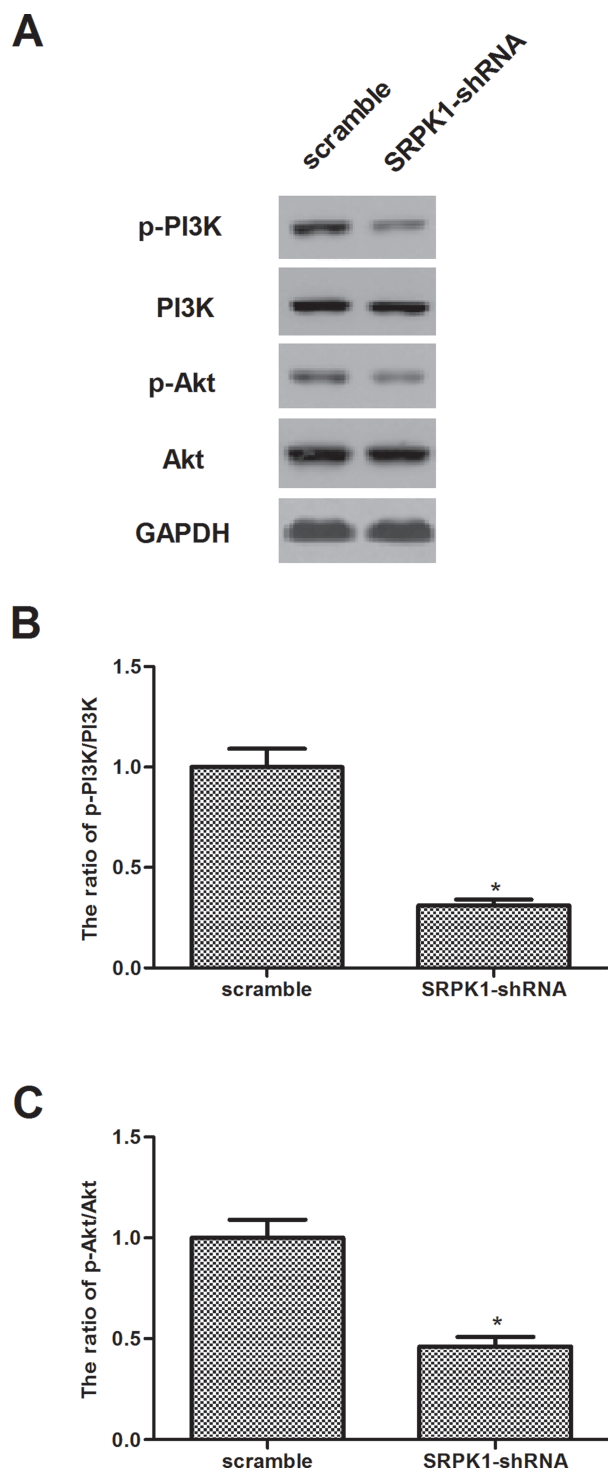 A
scramble
SRPK1-shRNA
p-PI3K
PI3K
p-Akt
Akt
GAPDH
B
The ratio of p-PI3K/PI3K
1.5
1.0
0.5
0.0
*
scramble
SRPK1-shRNA
C
The ratio of p-Akt/Akt
1.5
1.0
0.5
0.0
*
scramble
SRPK1-shRNA